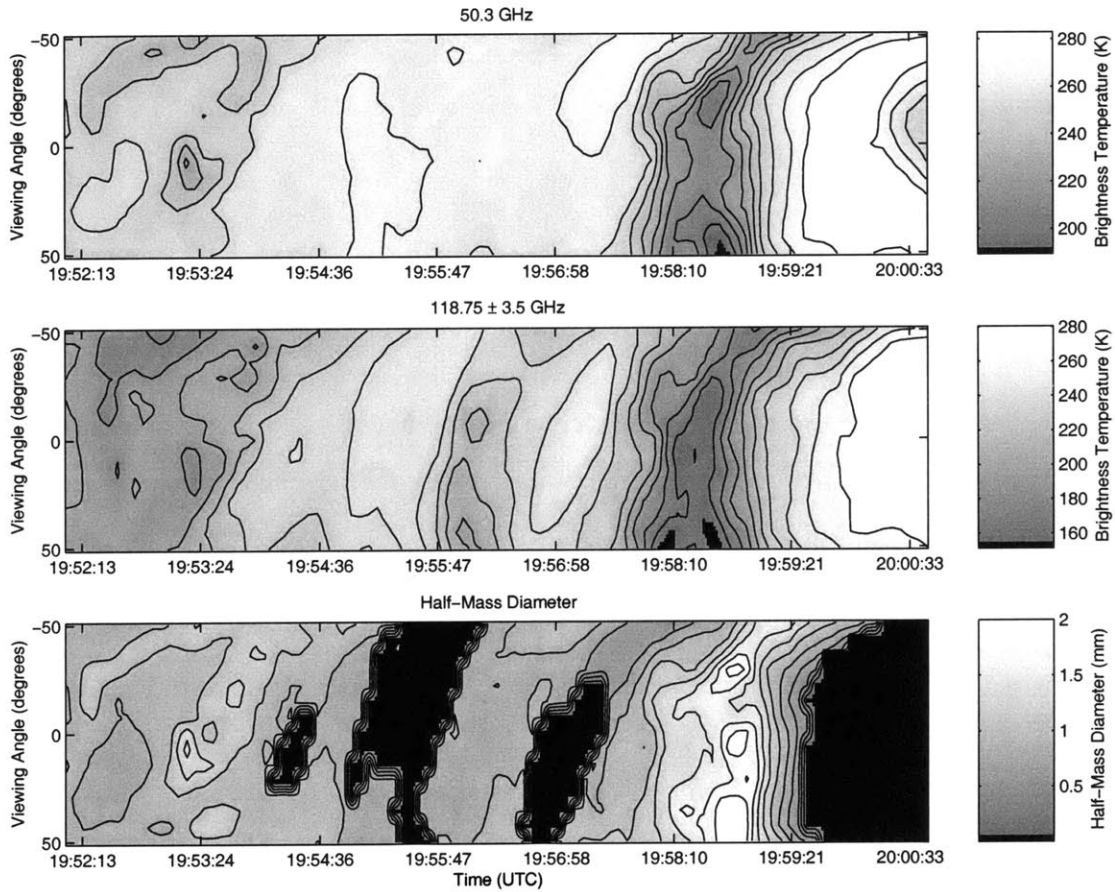 50.3 GHz
Viewing Angle (degrees)
−50
0
50
19:52:13 19:53:24 19:54:36 19:55:47 19:56:58 19:58:10 19:59:21 20:00:33
280
260
240
220
200
Brightness Temperature (K)
118.75 ± 3.5 GHz
Viewing Angle (degrees)
−50
0
50
19:52:13 19:53:24 19:54:36 19:55:47 19:56:58 19:58:10 19:59:21 20:00:33
280
260
240
220
200
180
160
Brightness Temperature (K)
Half−Mass Diameter
Viewing Angle (degrees)
−50
0
50
19:52:13 19:53:24 19:54:36 19:55:47 19:56:58 19:58:10 19:59:21 20:00:33
Time (UTC)
2
1.5
1
0.5
Half−Mass Diameter (mm)